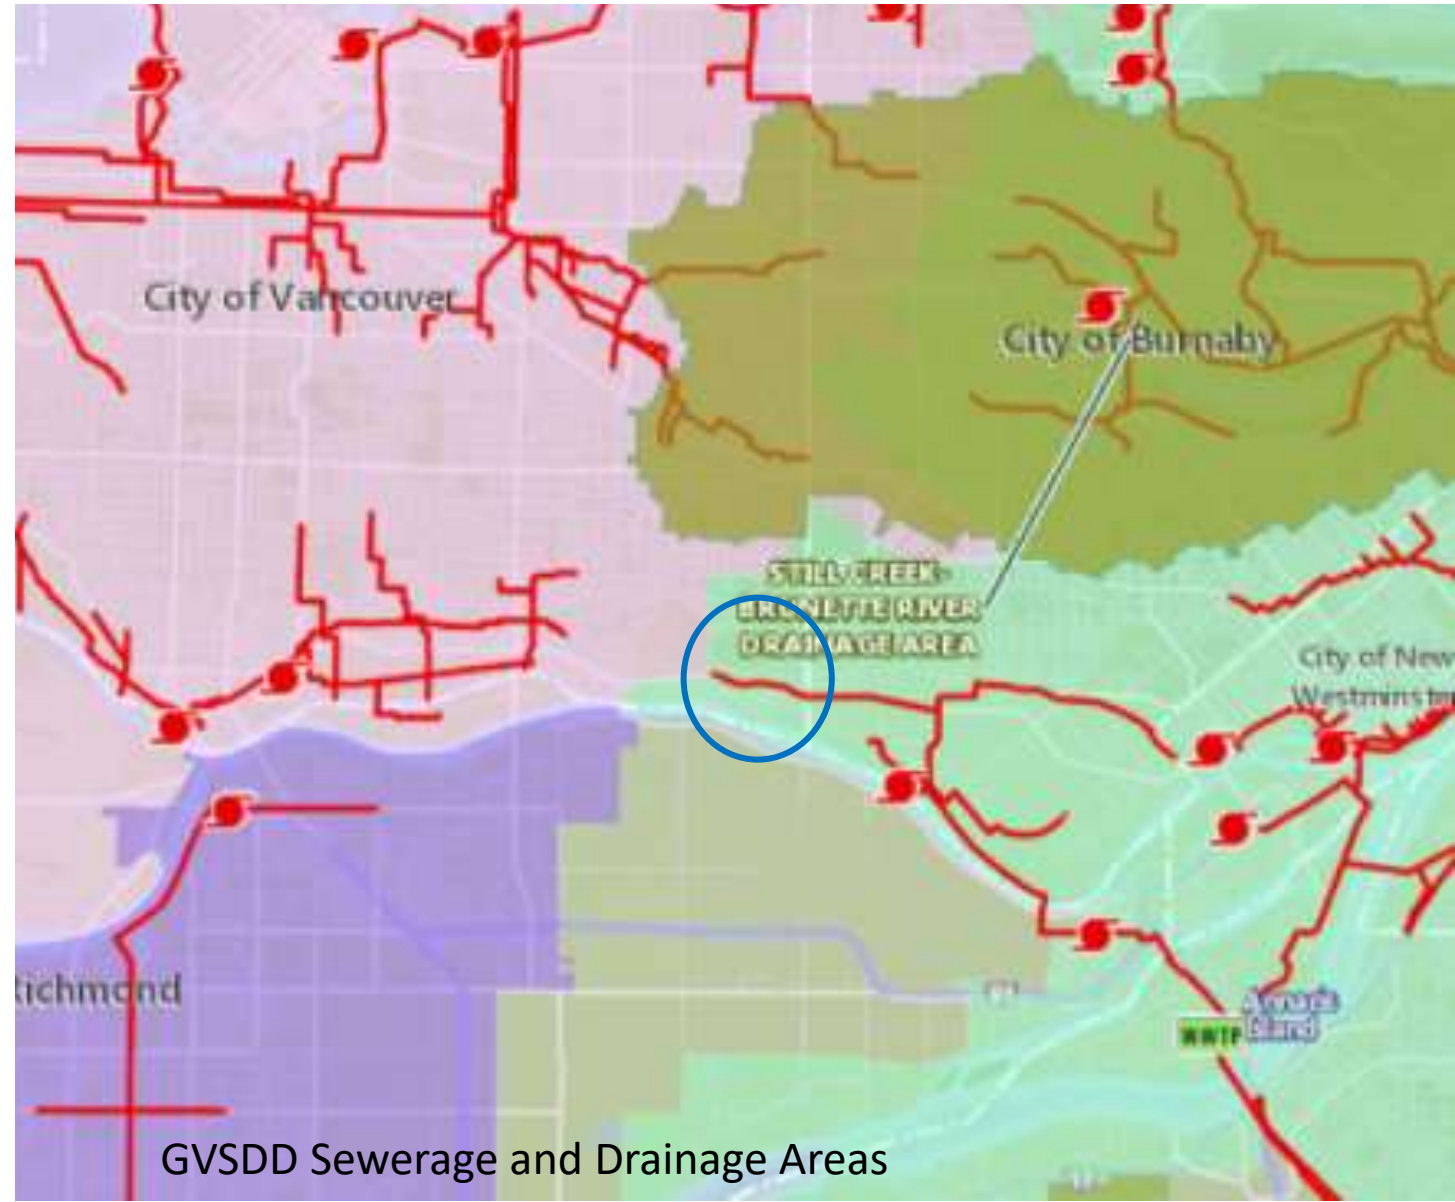 City of Vancouver
City of Burnaby
STILL CREEK-
BRUNETTE RIVER
DRAINAGE AREA
City of New
Westminster
Richmond
Annacis
Island
WWTP
GVSDD Sewerage and Drainage Areas